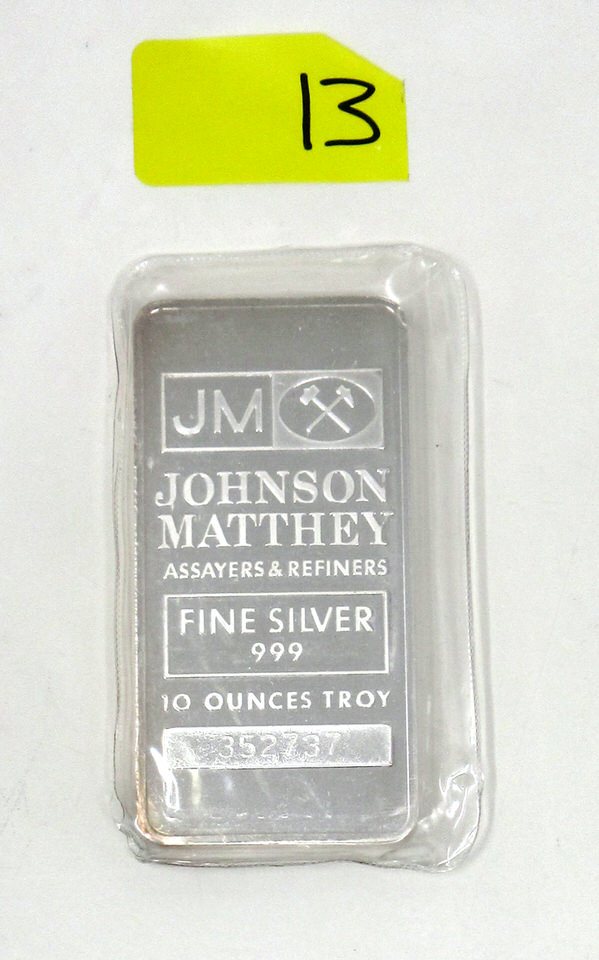 13
JM
JOHNSON
MATTHEY
ASSAYERS & REFINERS
FINE SILVER
999
10 OUNCES TROY
352737